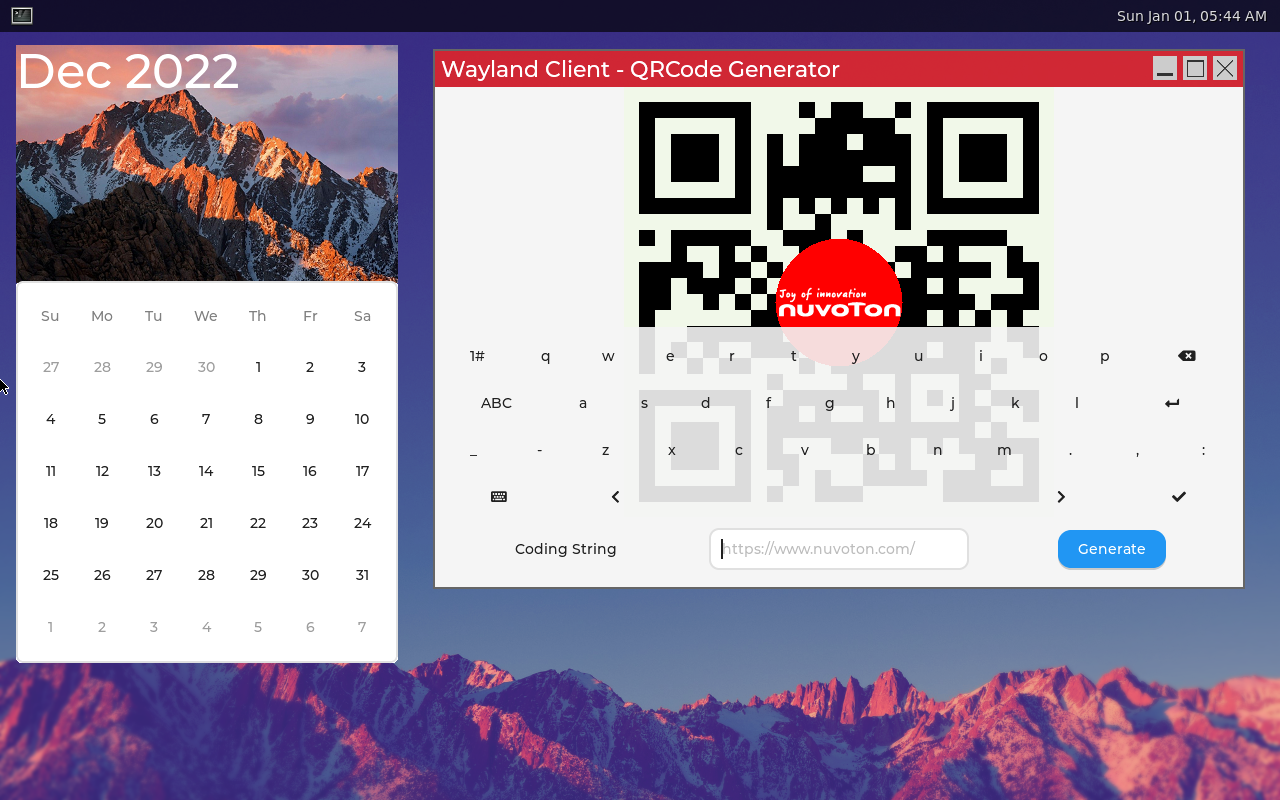 Sun Jan 01, 05:44 AM
Dec 2022
Su Mo Tu We Th Fr Sa
27 28 29 30 1 2 3
4 5 6 7 8 9 10
11 12 13 14 15 16 17
18 19 20 21 22 23 24
25 26 27 28 29 30 31
1 2 3 4 5 6 7
Wayland Client - QRCode Generator
Joy of innovation
nuvoTon
1# q w e r t y u i o p
ABC a s d f g h j k l
_ - z x c v b n m . , :
Coding String
https://www.nuvoton.com/
Generate